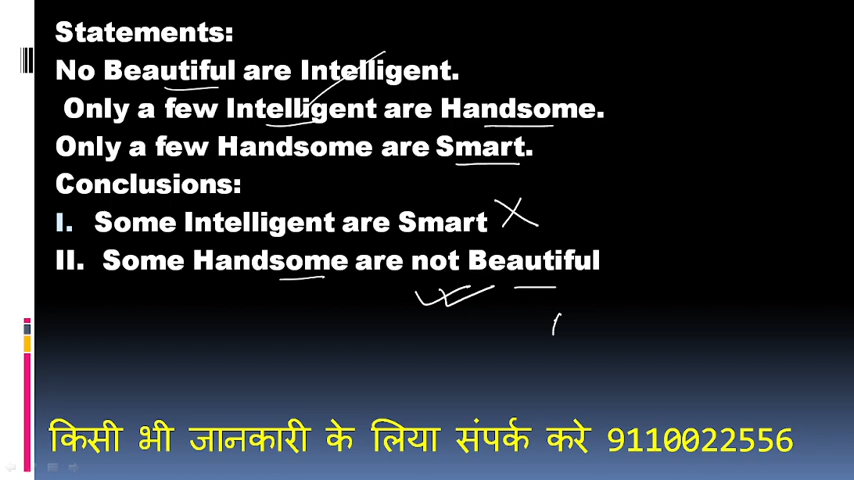 Statements:
No Beautiful are Intelligent.
Only a few Intelligent are Handsome.
Only a few Handsome are Smart.
Conclusions:
I. Some Intelligent are Smart
II. Some Handsome are not Beautiful
किसी भी जानकारी के लिया संपर्क करे 9110022556